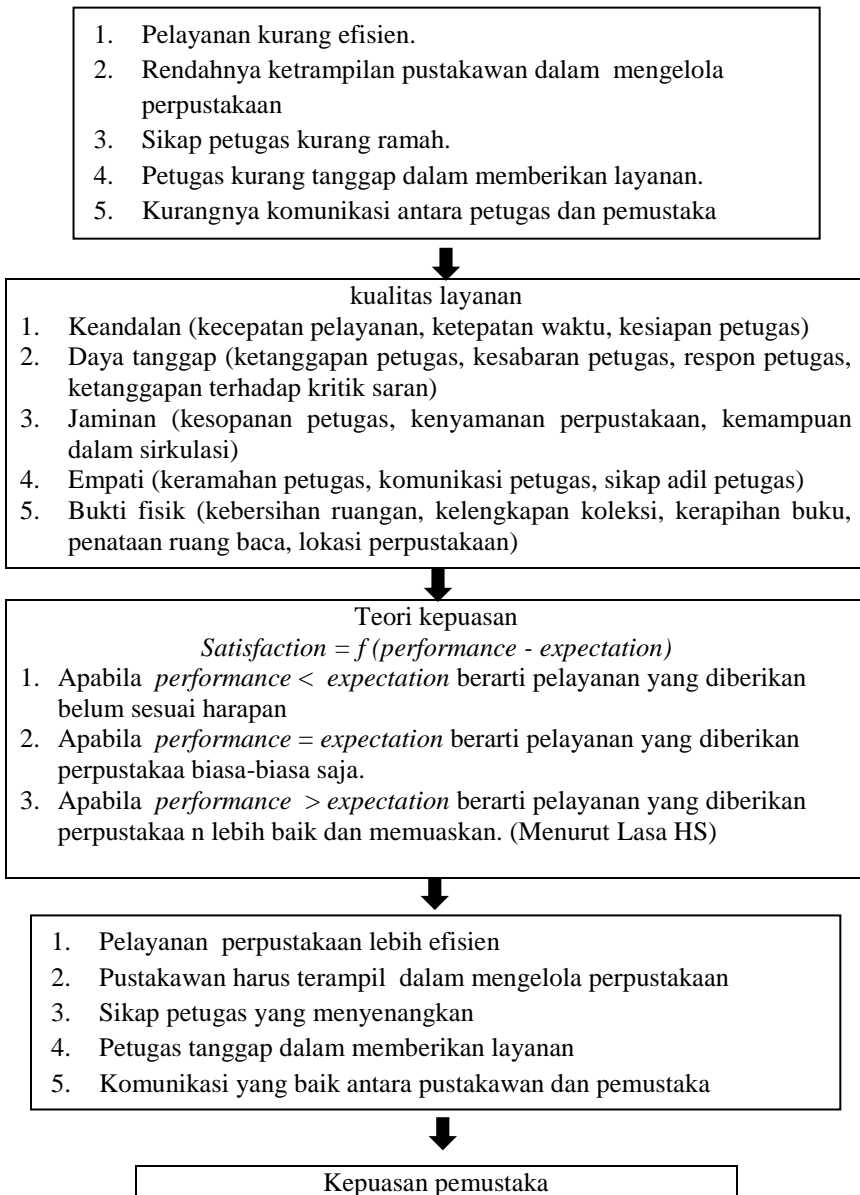 1. Pelayanan kurang efisien.
2. Rendahnya ketrampilan pustakawan dalam mengelola
perpustakaan
3. Sikap petugas kurang ramah.
4. Petugas kurang tanggap dalam memberikan layanan.
5. Kurangnya komunikasi antara petugas dan pemustaka
kualitas layanan
1. Keandalan (kecepatan pelayanan, ketepatan waktu, kesiapan petugas)
2. Daya tanggap (ketanggapan petugas, kesabaran petugas, respon petugas,
ketanggapan terhadap kritik saran)
3. Jaminan (kesopanan petugas, kenyamanan perpustakaan, kemampuan
dalam sirkulasi)
4. Empati (keramahan petugas, komunikasi petugas, sikap adil petugas)
5. Bukti fisik (kebersihan ruangan, kelengkapan koleksi, kerapihan buku,
penataan ruang baca, lokasi perpustakaan)
Teori kepuasan
Satisfaction = f (performance - expectation)
1. Apabila performance < expectation berarti pelayanan yang diberikan
belum sesuai harapan
2. Apabila performance = expectation berarti pelayanan yang diberikan
perpustakaa biasa-biasa saja.
3. Apabila performance > expectation berarti pelayanan yang diberikan
perpustakaa n lebih baik dan memuaskan. (Menurut Lasa HS)
1. Pelayanan perpustakaan lebih efisien
2. Pustakawan harus terampil dalam mengelola perpustakaan
3. Sikap petugas yang menyenangkan
4. Petugas tanggap dalam memberikan layanan
5. Komunikasi yang baik antara pustakawan dan pemustaka
Kepuasan pemustaka